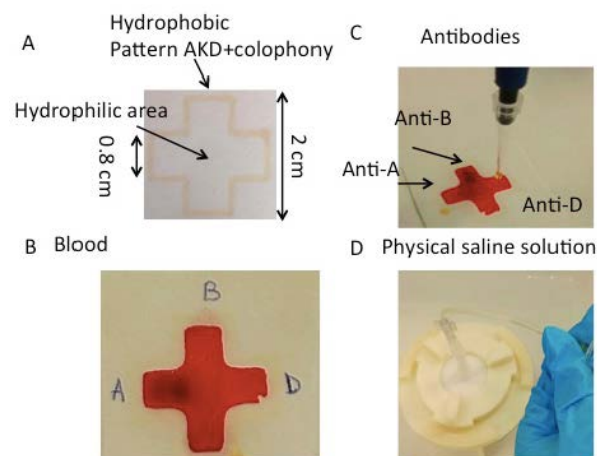 A
Hydrophobic
Pattern AKD+colophony
Hydrophilic area
0.8 cm
2 cm
B Blood
B
A
D
C Antibodies
Anti-B
Anti-A
Anti-D
D Physical saline solution